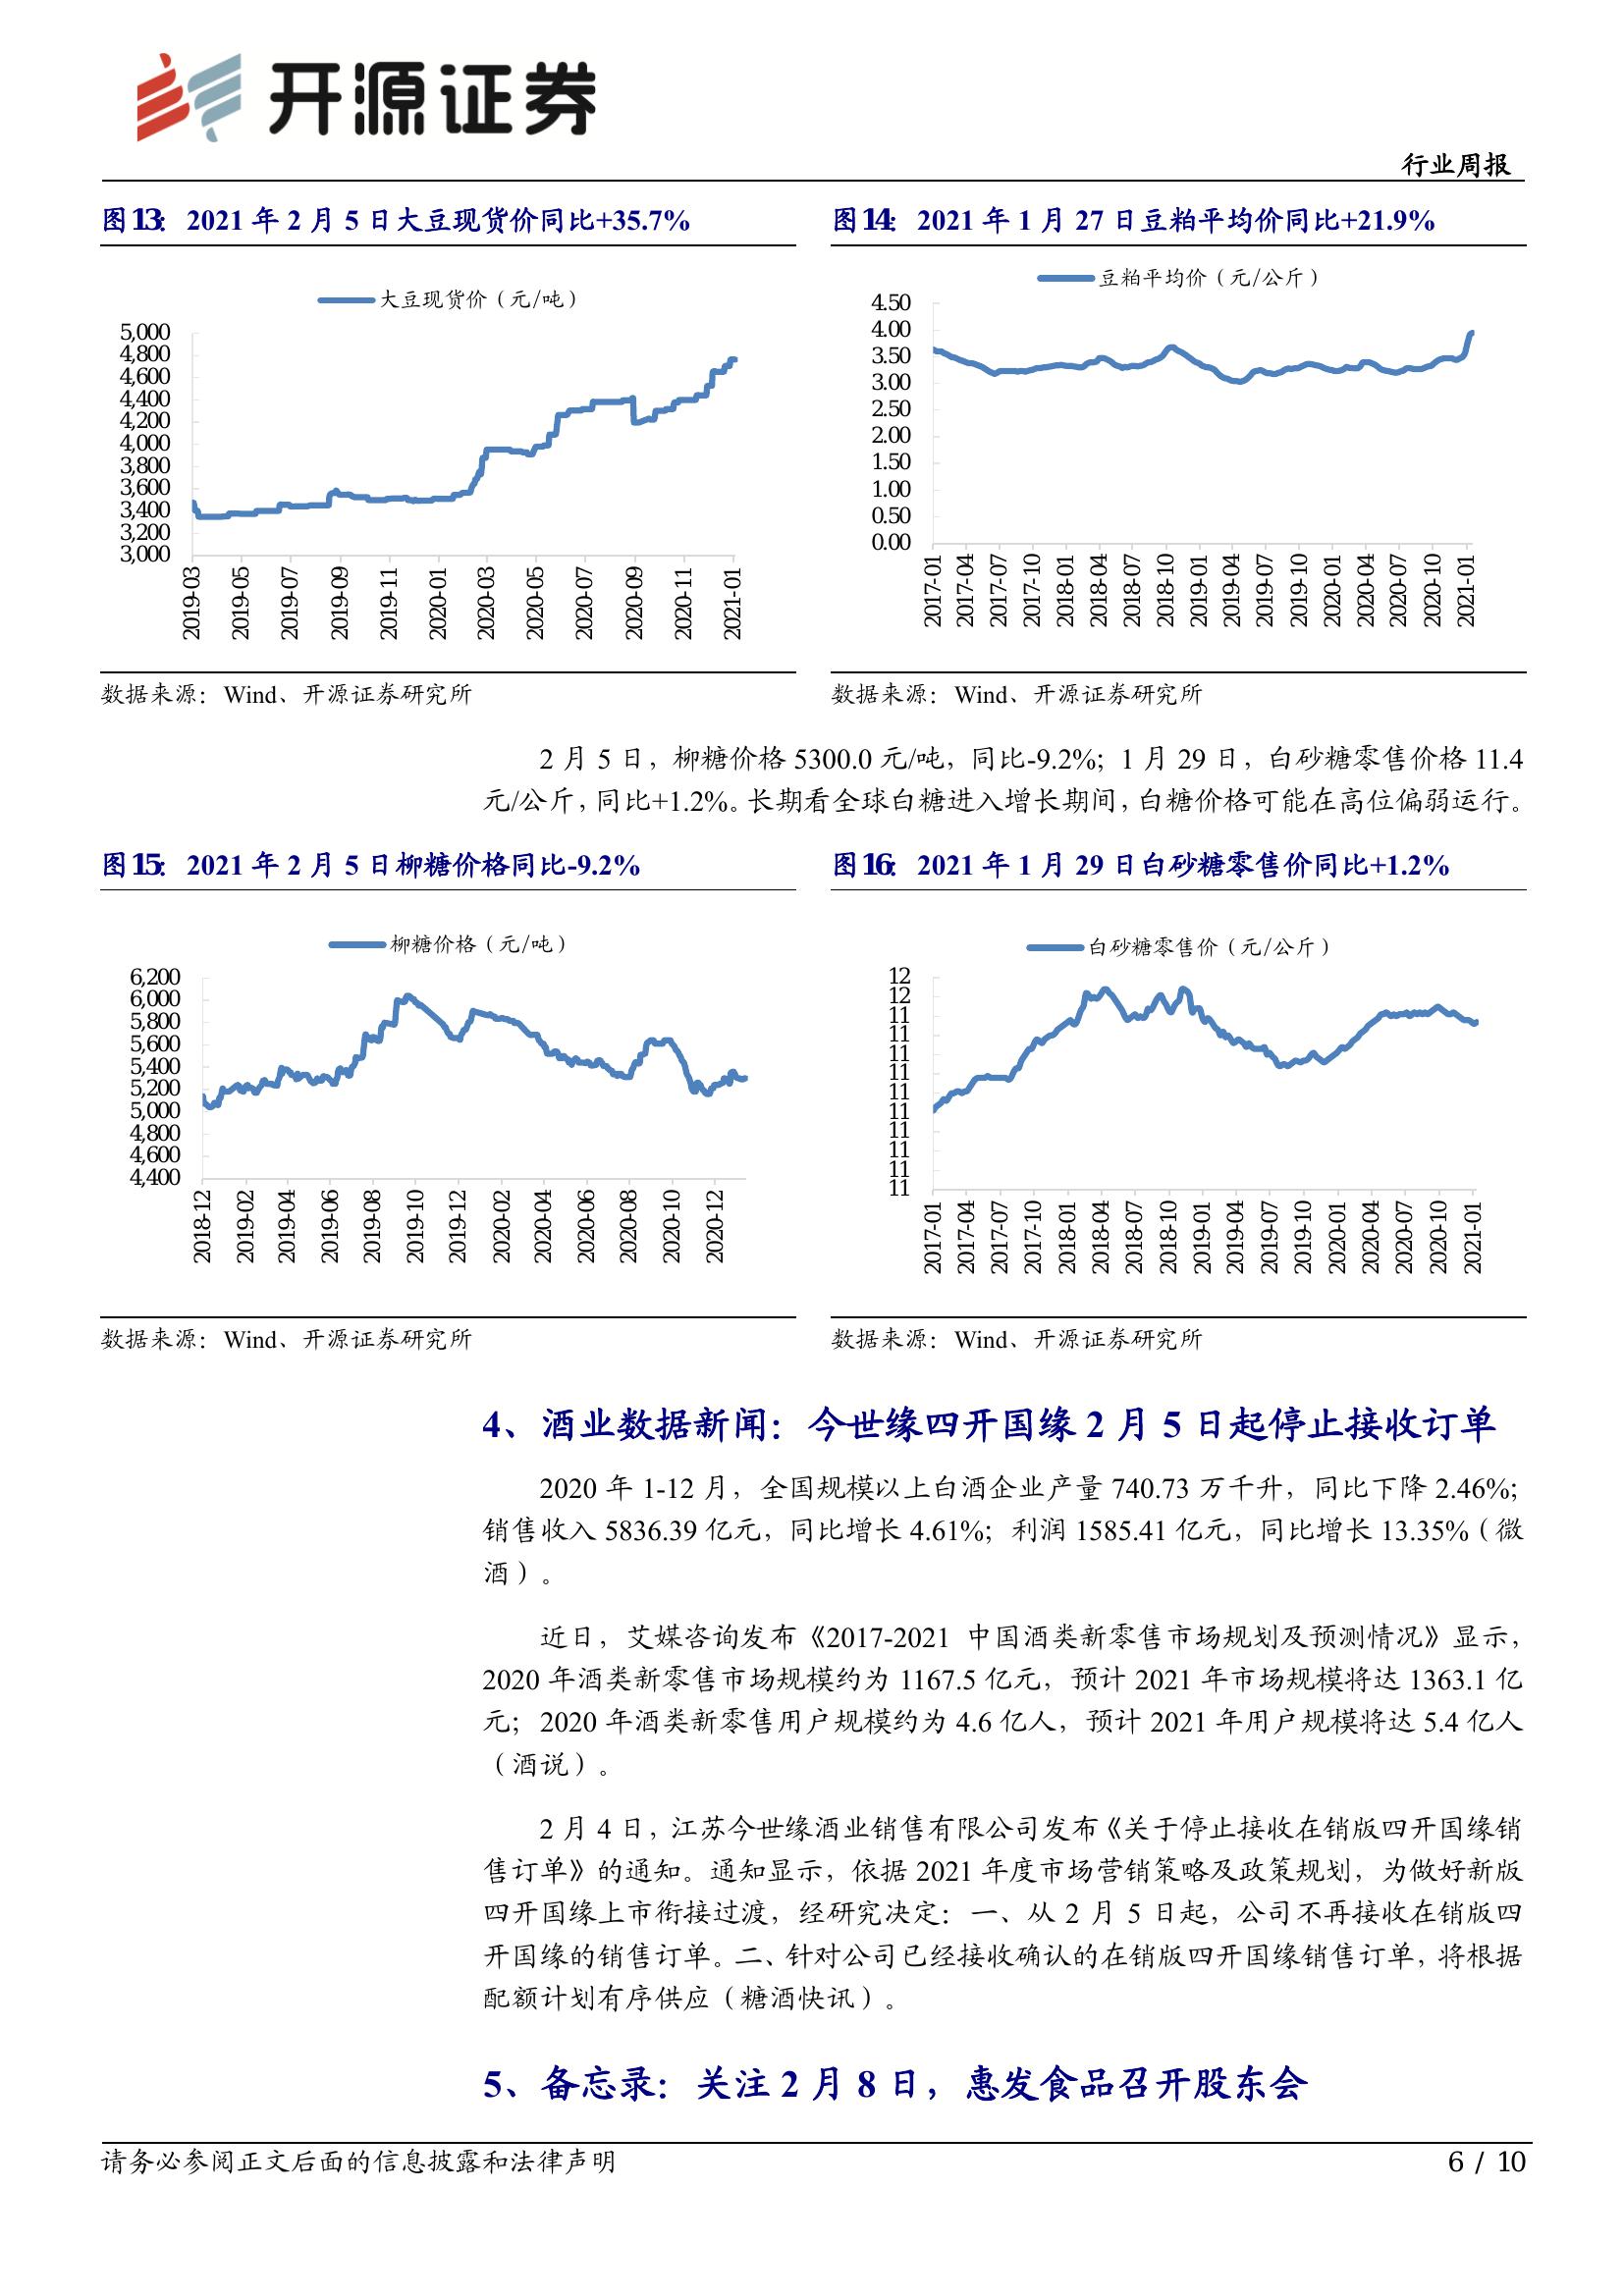 开源证券
行业周报
图13： 2021 年 2 月 5 日大豆现货价同比+35.7%
大豆现货价（元/吨）
5,000
4,800
4,600
4,400
4,200
4,000
3,800
3,600
3,400
3,200
3,000
2019-03 2019-05 2019-07 2019-09 2019-11 2020-01 2020-03 2020-05 2020-07 2020-09 2020-11 2021-01
数据来源：Wind、开源证券研究所
图14： 2021 年 1 月 27 日豆粕平均价同比+21.9%
豆粕平均价（元/公斤）
4.50
4.00
3.50
3.00
2.50
2.00
1.50
1.00
0.50
0.00
2017-01 2017-04 2017-07 2017-10 2018-01 2018-04 2018-07 2018-10 2019-01 2019-04 2019-07 2019-10 2020-01 2020-04 2020-07 2020-10 2021-01
数据来源：Wind、开源证券研究所
2 月 5 日，柳糖价格 5300.0 元/吨，同比-9.2%；1 月 29 日，白砂糖零售价格 11.4
元/公斤，同比+1.2%。长期看全球白糖进入增长期间，白糖价格可能在高位偏弱运行。
图15： 2021 年 2 月 5 日柳糖价格同比-9.2%
柳糖价格（元/吨）
6,200
6,000
5,800
5,600
5,400
5,200
5,000
4,800
4,600
4,400
2018-12 2019-02 2019-04 2019-06 2019-08 2019-10 2019-12 2020-02 2020-04 2020-06 2020-08 2020-10 2020-12
数据来源：Wind、开源证券研究所
图16： 2021 年 1 月 29 日白砂糖零售价同比+1.2%
白砂糖零售价（元/公斤）
12
12
11
11
11
11
11
11
11
11
11
11
2017-01 2017-04 2017-07 2017-10 2018-01 2018-04 2018-07 2018-10 2019-01 2019-04 2019-07 2019-10 2020-01 2020-04 2020-07 2020-10 2021-01
数据来源：Wind、开源证券研究所
4、酒业数据新闻：今世缘四开国缘 2 月 5 日起停止接收订单
2020 年 1-12 月，全国规模以上白酒企业产量 740.73 万千升，同比下降 2.46%；
销售收入 5836.39 亿元，同比增长 4.61%；利润 1585.41 亿元，同比增长 13.35%（微
酒）。
近日，艾媒咨询发布《2017-2021 中国酒类新零售市场规划及预测情况》显示，
2020 年酒类新零售市场规模约为 1167.5 亿元，预计 2021 年市场规模将达 1363.1 亿
元；2020 年酒类新零售用户规模约为 4.6 亿人，预计 2021 年用户规模将达 5.4 亿人
（酒说）。
2 月 4 日，江苏今世缘酒业销售有限公司发布《关于停止接收在销版四开国缘销
售订单》的通知。通知显示，依据 2021 年度市场营销策略及政策规划，为做好新版
四开国缘上市衔接过渡，经研究决定：一、从 2 月 5 日起，公司不再接收在销版四
开国缘的销售订单。二、针对公司已经接收确认的在销版四开国缘销售订单，将根据
配额计划有序供应（糖酒快讯）。
5、备忘录：关注 2 月 8 日，惠发食品召开股东会
请务必参阅正文后面的信息披露和法律声明
6 / 10